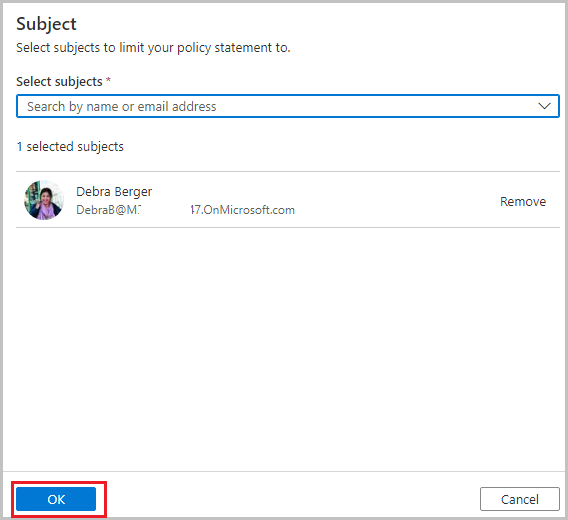 Subject
Select subjects to limit your policy statement to.
Select subjects *
Search by name or email address
1 selected subjects
Debra Berger
Remove
DebraB@M. 17.OnMicrosoft.com
OK
Cancel